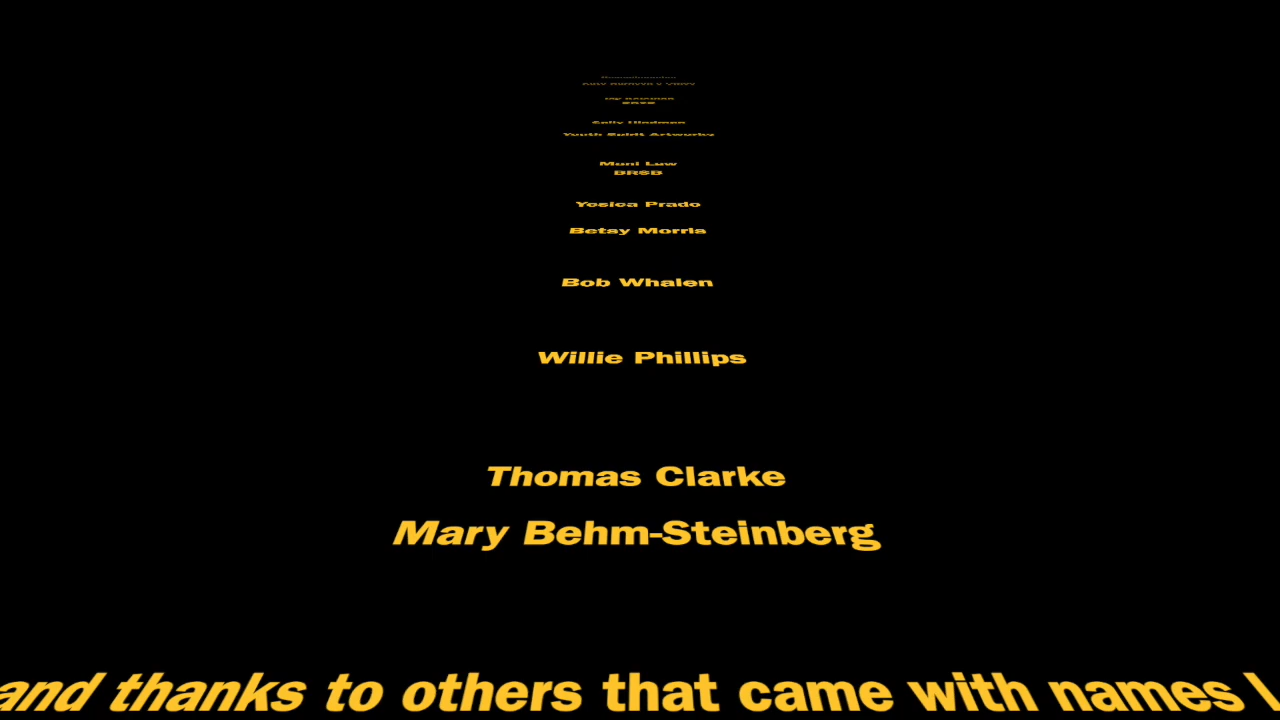 Sally Hindman
Youth Spirit Artworks
Moni Law
BRSB
Yesica Prado
Betsy Morris
Bob Whalen
Willie Phillips
Thomas Clarke
Mary Behm-Steinberg
and thanks to others that came with names I